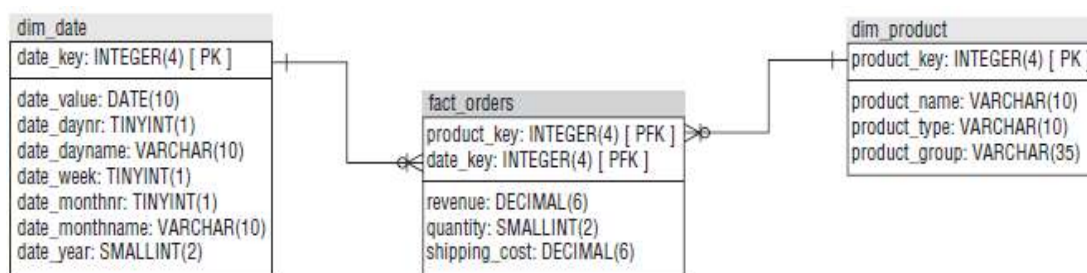 dim_date
date_key: INTEGER(4) [ PK ]
date_value: DATE(10)
date_daynr: TINYINT(1)
date_dayname: VARCHAR(10)
date_week: TINYINT(1)
date_monthnr: TINYINT(1)
date_monthname: VARCHAR(10)
date_year: SMALLINT(2)
fact_orders
product_key: INTEGER(4) [ PFK ]
date_key: INTEGER(4) [ PFK ]
revenue: DECIMAL(6)
quantity: SMALLINT(2)
shipping_cost: DECIMAL(6)
dim_product
product_key: INTEGER(4) [ PK
product_name: VARCHAR(10)
product_type: VARCHAR(10)
product_group: VARCHAR(35)